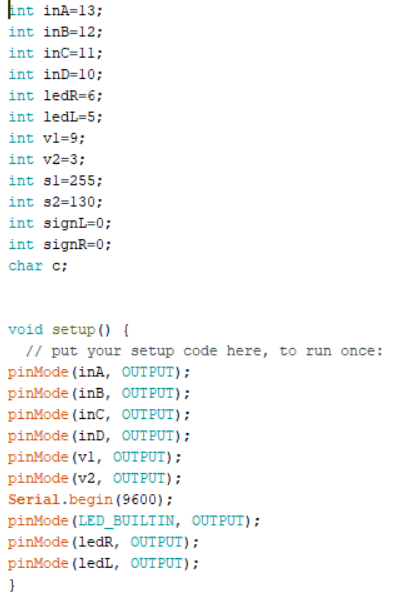 int inA=13;
int inB=12;
int inC=11;
int inD=10;
int ledR=6;
int ledL=5;
int v1=9;
int v2=3;
int s1=255;
int s2=130;
int signL=0;
int signR=0;
char c;
void setup() {
  // put your setup code here, to run once:
pinMode(inA, OUTPUT);
pinMode(inB, OUTPUT);
pinMode(inC, OUTPUT);
pinMode(inD, OUTPUT);
pinMode(v1, OUTPUT);
pinMode(v2, OUTPUT);
Serial.begin(9600);
pinMode(LED_BUILTIN, OUTPUT);
pinMode(ledR, OUTPUT);
pinMode(ledL, OUTPUT);
}